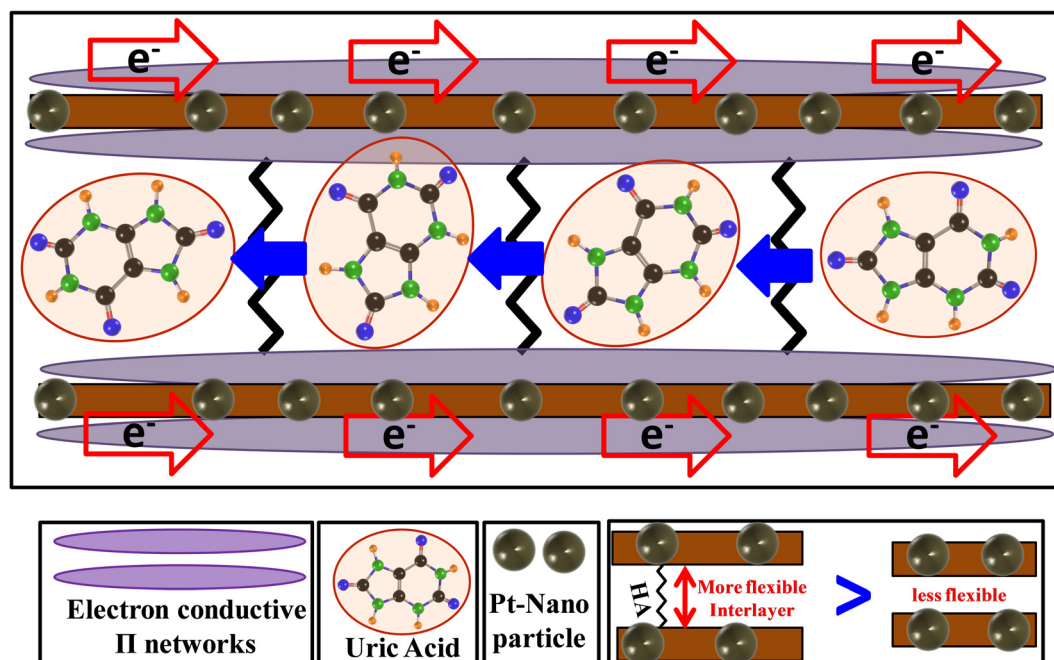 e⁻ e⁻ e⁻ e⁻
e⁻ e⁻ e⁻ e⁻
Electron conductive
Π networks
Uric Acid
Pt-Nano
particle
HA
More flexible
Interlayer
>
less flexible